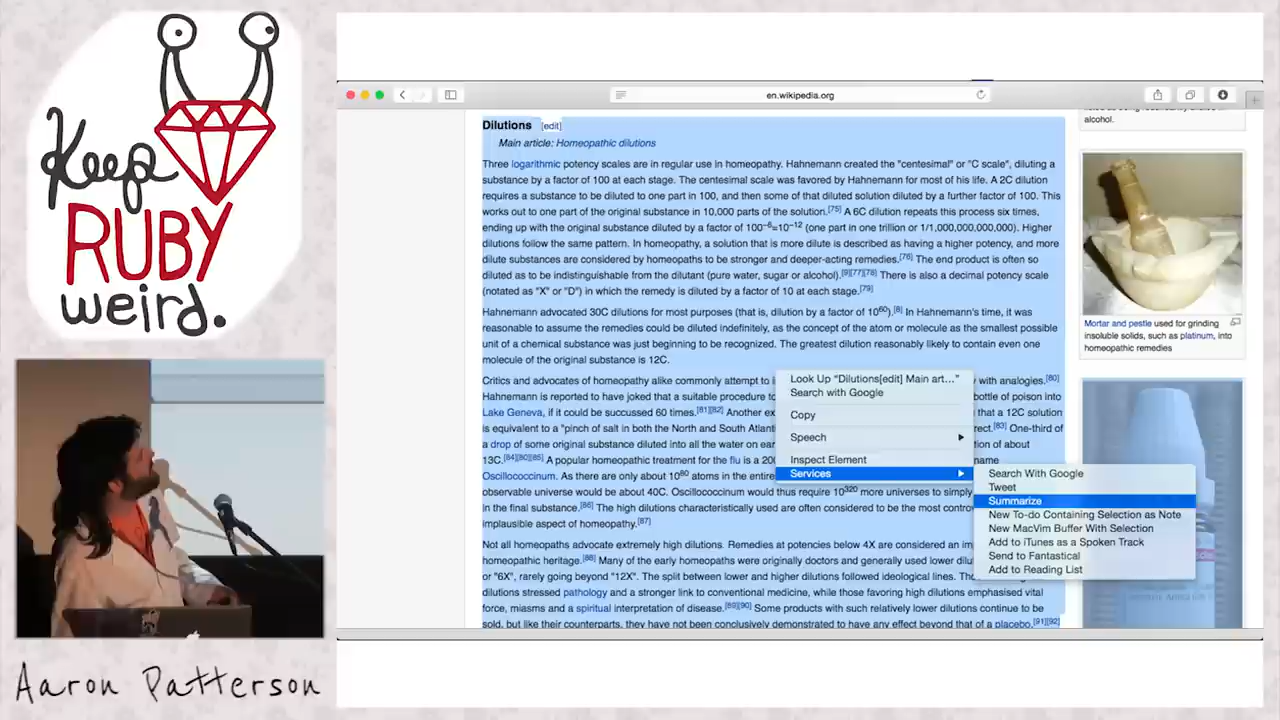 Keep
RUBY
weird.
Aaron Patterson
en.wikipedia.org
Dilutions [edit]
Main article: Homeopathic dilutions
Three logarithmic potency scales are in regular use in homeopathy. Hahnemann created the "centesimal" or "C scale", diluting a
substance by a factor of 100 at each stage. The centesimal scale was favored by Hahnemann for most of his life. A 2C dilution
requires a substance to be diluted to one part in 100, and then some of that diluted solution diluted by a further factor of 100. This
works out to one part of the original substance in 10,000 parts of the solution.[75] A 6C dilution repeats this process six times,
ending up with the original substance diluted by a factor of 100⁻⁶=10⁻¹² (one part in one trillion or 1/1,000,000,000,000). Higher
dilutions follow the same pattern. In homeopathy, a solution that is more dilute is described as having a higher potency, and more
dilute substances are considered by homeopaths to be stronger and deeper-acting remedies.[76] The end product is often so
diluted as to be indistinguishable from the dilutant (pure water, sugar or alcohol).[9][77][78] There is also a decimal potency scale
(notated as "X" or "D") in which the remedy is diluted by a factor of 10 at each stage.[79]
Hahnemann advocated 30C dilutions for most purposes (that is, dilution by a factor of 10⁶⁰).[8] In Hahnemann's time, it was
reasonable to assume the remedies could be diluted indefinitely, as the concept of the atom or molecule as the smallest possible
unit of a chemical substance was just beginning to be recognized. The greatest dilution reasonably likely to contain even one
molecule of the original substance is 12C.
Critics and advocates of homeopathy alike commonly attempt to with analogies.[80]
Hahnemann is reported to have joked that a suitable procedure to bottle of poison into
Lake Geneva, if it could be succussed 60 times.[81][82] Another ex that a 12C solution
is equivalent to a "pinch of salt in both the North and South Atlant rect.[83] One-third of
a drop of some original substance diluted into all the water on ear tion of about
13C.[84][80][85] A popular homeopathic treatment for the flu is a 20 name
Oscillococcinum. As there are only about 10⁸⁰ atoms in the entire
observable universe would be about 40C. Oscillococcinum would thus require 10³²⁰ more universes to simply
in the final substance.[86] The high dilutions characteristically used are often considered to be the most contro
implausible aspect of homeopathy.[87]
Not all homeopaths advocate extremely high dilutions. Remedies at potencies below 4X are considered an im
homeopathic heritage.[88] Many of the early homeopaths were originally doctors and generally used lower dilut
or "6X", rarely going beyond "12X". The split between lower and higher dilutions followed ideological lines. Tho
dilutions stressed pathology and a stronger link to conventional medicine, while those favoring high dilutions emphasised vital
force, miasms and a spiritual interpretation of disease.[89][90] Some products with such relatively lower dilutions continue to be
sold, but like their counterparts, they have not been conclusively demonstrated to have any effect beyond that of a placebo.[91][92]
Look Up “Dilutions[edit] Main art…”
Search with Google
Copy
Speech
Inspect Element
Services
Search With Google
Tweet
Summarize
New To-do Containing Selection as Note
New MacVim Buffer With Selection
Add to iTunes as a Spoken Track
Send to Fantastical
Add to Reading List
alcohol.
Mortar and pestle used for grinding
insoluble solids, such as platinum, into
homeopathic remedies